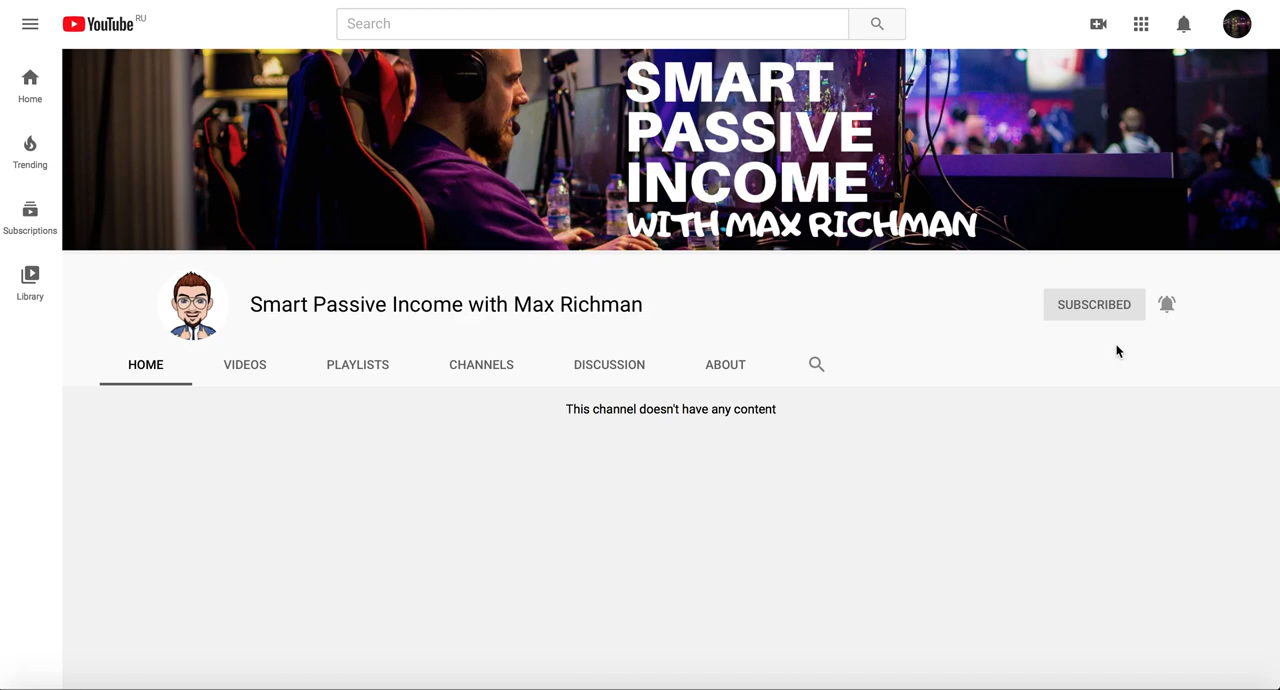 YouTube RU
Search
Home
Trending
Subscriptions
Library
SMART
PASSIVE
INCOME
WITH MAX RICHMAN
Smart Passive Income with Max Richman
SUBSCRIBED
HOME VIDEOS PLAYLISTS CHANNELS DISCUSSION ABOUT
This channel doesn't have any content